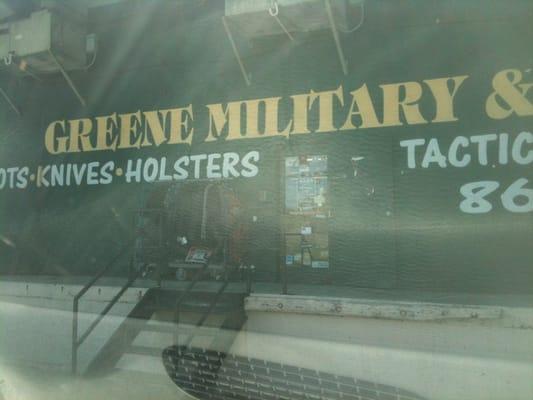 GREENE MILITARY &
OTS • KNIVES • HOLSTERS
TACTIC
86